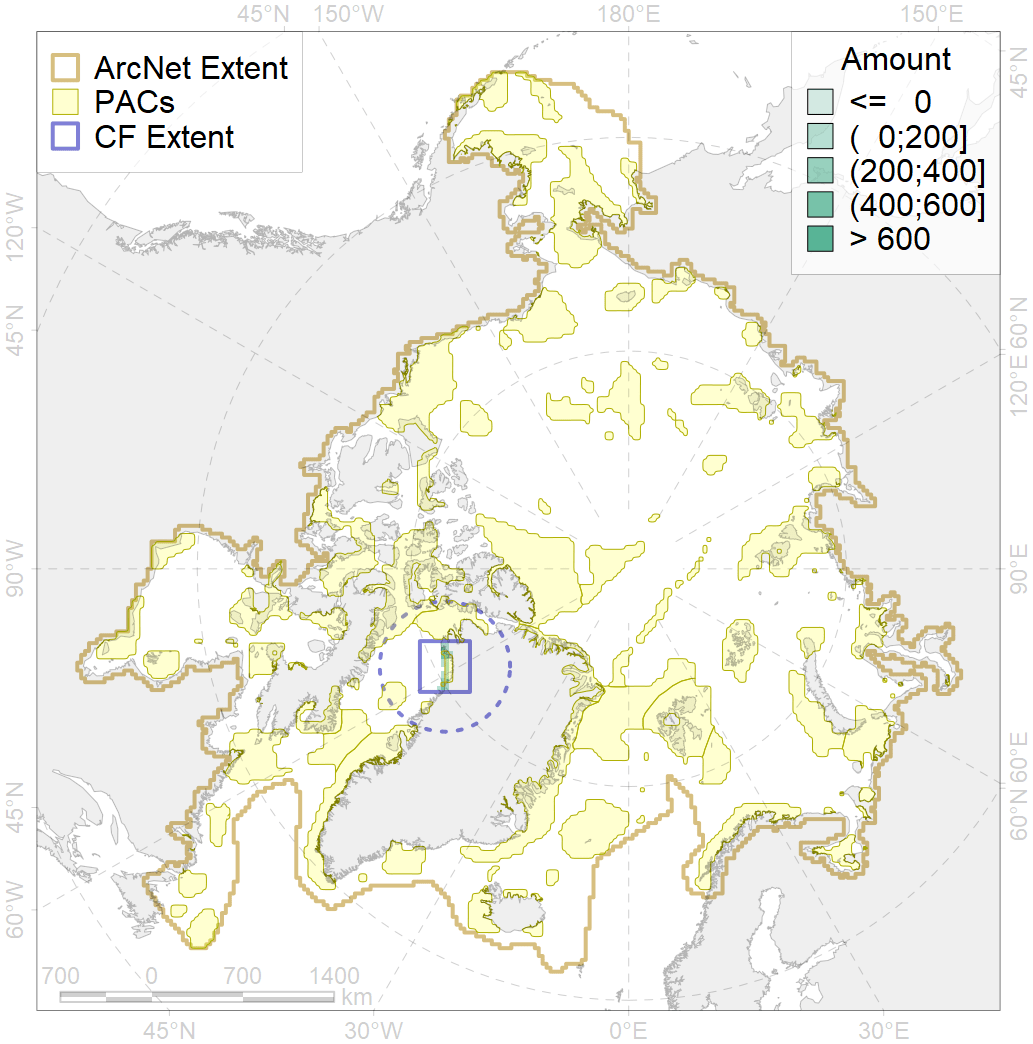 45°N 150°W 180°E 150°E
ArcNet Extent
PACs
CF Extent
Amount
<= 0
( 0;200]
(200;400]
(400;600]
> 600
45°N
120°W
60°N
45°N
120°E
90°W
90°E
60°E
45°N
60°N
60°W
700 0 700 1400
km
45°N 30°W 0°E 30°E